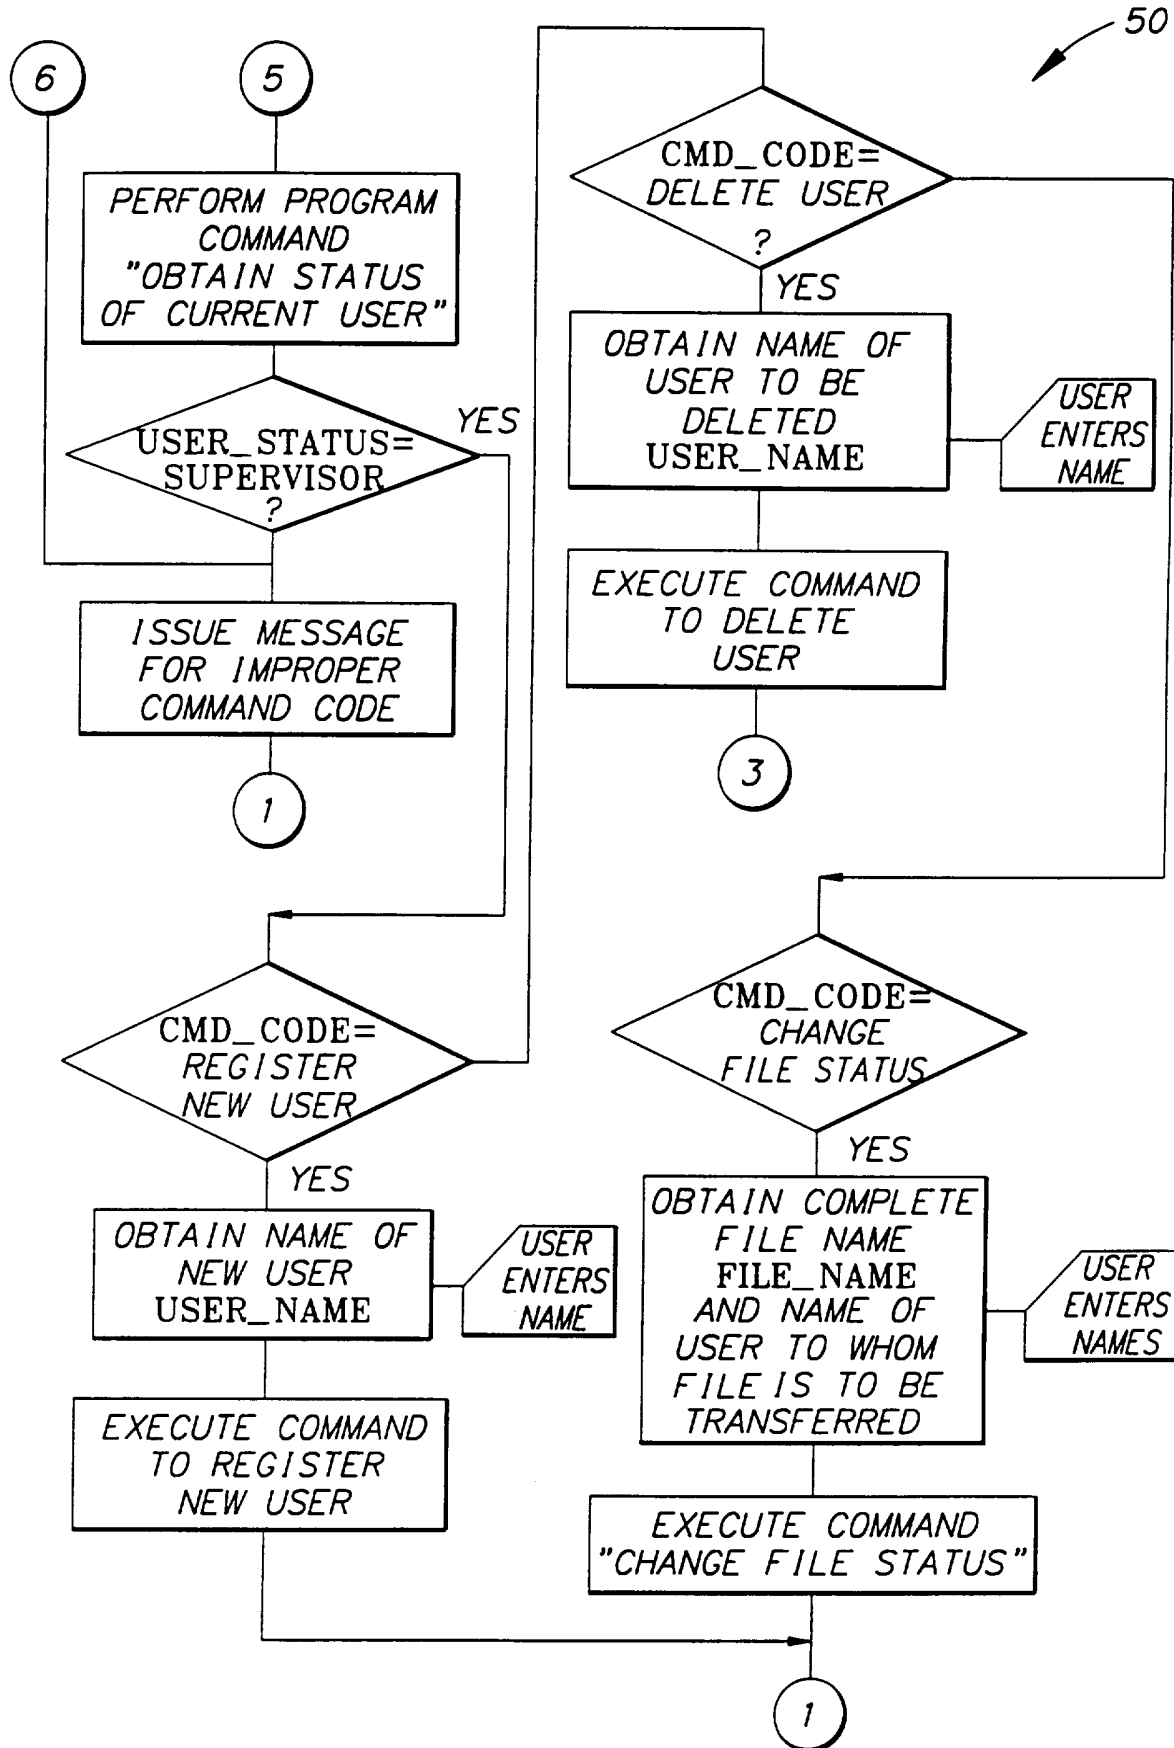 50
6
5
PERFORM PROGRAM
COMMAND
"OBTAIN STATUS
OF CURRENT USER"
USER_STATUS=
SUPERVISOR
?
YES
ISSUE MESSAGE
FOR IMPROPER
COMMAND CODE
1
CMD_CODE=
REGISTER
NEW USER
YES
OBTAIN NAME OF
NEW USER
USER_NAME
USER
ENTERS
NAME
EXECUTE COMMAND
TO REGISTER
NEW USER
CMD_CODE=
DELETE USER
?
YES
OBTAIN NAME OF
USER TO BE
DELETED
USER_NAME
USER
ENTERS
NAME
EXECUTE COMMAND
TO DELETE
USER
3
CMD_CODE=
CHANGE
FILE STATUS
YES
OBTAIN COMPLETE
FILE NAME
FILE_NAME
AND NAME OF
USER TO WHOM
FILE IS TO BE
TRANSFERRED
USER
ENTERS
NAMES
EXECUTE COMMAND
"CHANGE FILE STATUS"
1